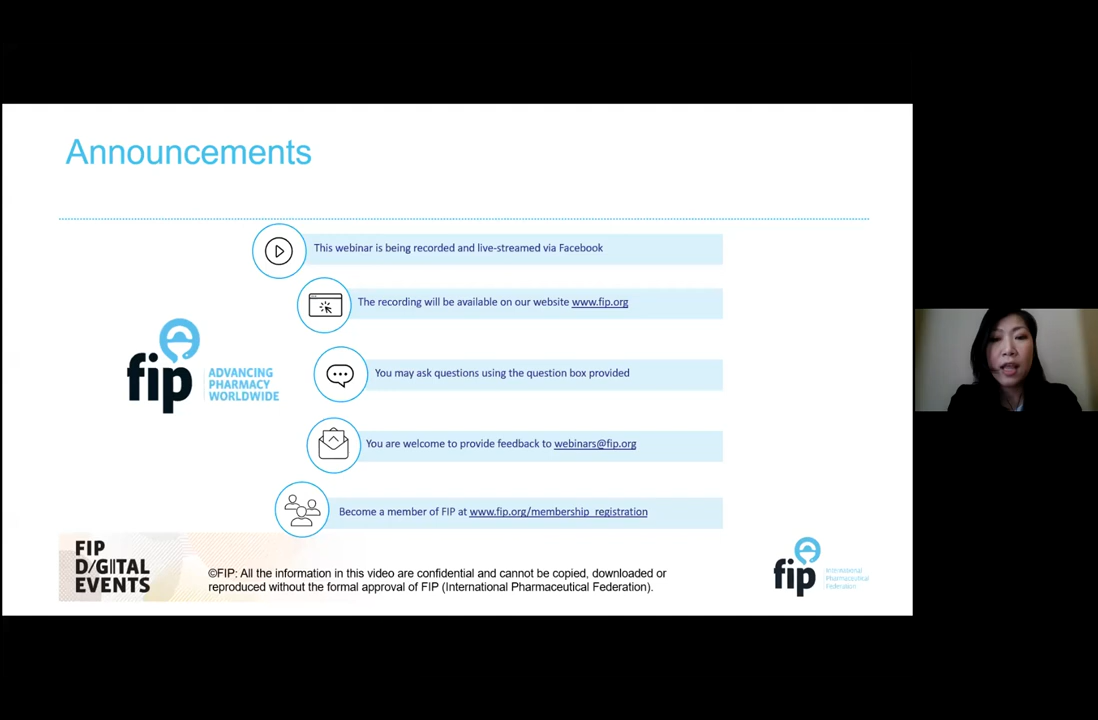 Announcements
This webinar is being recorded and live-streamed via Facebook
The recording will be available on our website www.fip.org
You may ask questions using the question box provided
fip
ADVANCING
PHARMACY
WORLDWIDE
You are welcome to provide feedback to webinars@fip.org
Become a member of FIP at www.fip.org/membership_registration
FIP
D/GITAL
EVENTS
©FIP: All the information in this video are confidential and cannot be copied, downloaded or
reproduced without the formal approval of FIP (International Pharmaceutical Federation).
fip
International
Pharmaceutical
Federation